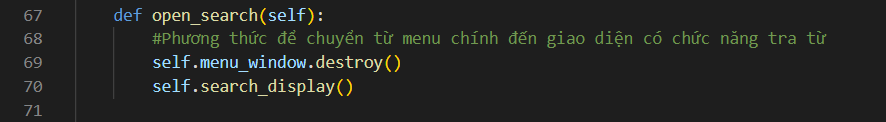 67 def open_search(self):
68 #Phương thức để chuyển từ menu chính đến giao diện có chức năng tra từ
69 self.menu_window.destroy()
70 self.search_display()
71